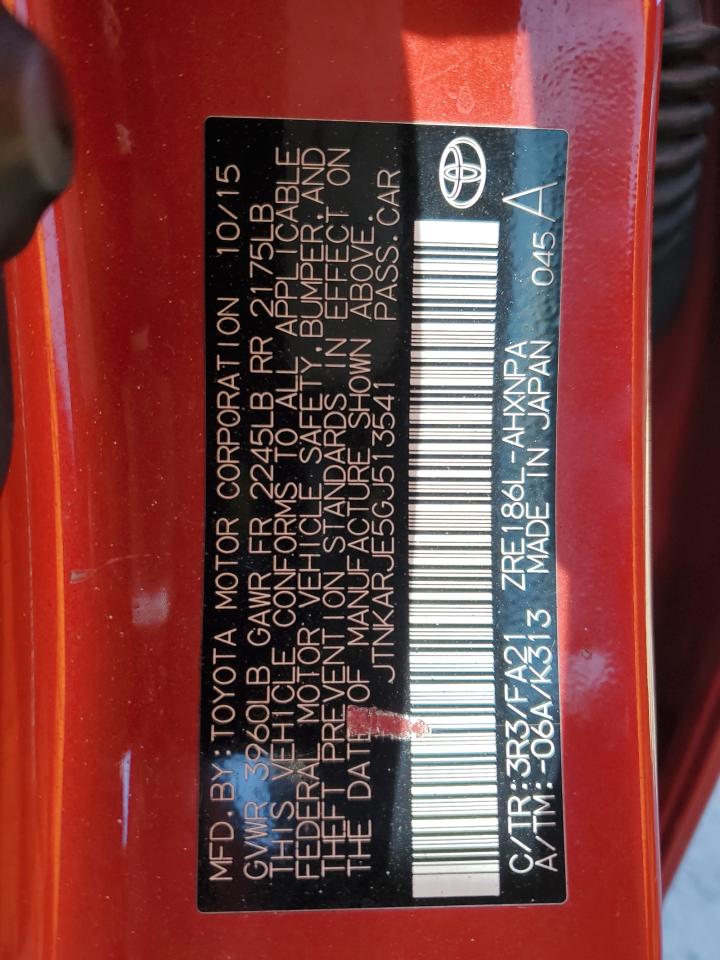 MFD. BY: TOYOTA MOTOR CORPORATION 10/15
GVWR 3960LB GAWR FR 2245LB RR 2175LB
THIS VEHICLE CONFORMS TO ALL APPLICABLE
FEDERAL MOTOR VEHICLE SAFETY, BUMPER, AND
THEFT PREVENTION STANDARDS IN EFFECT ON
THE DATE OF MANUFACTURE SHOWN ABOVE.
JTNKARJE5GJ513541 PASS. CAR
C/TR: 3R3/FA21 ZRE186L-AHXNPA
A/TM: -06A/K313 MADE IN JAPAN 045 A